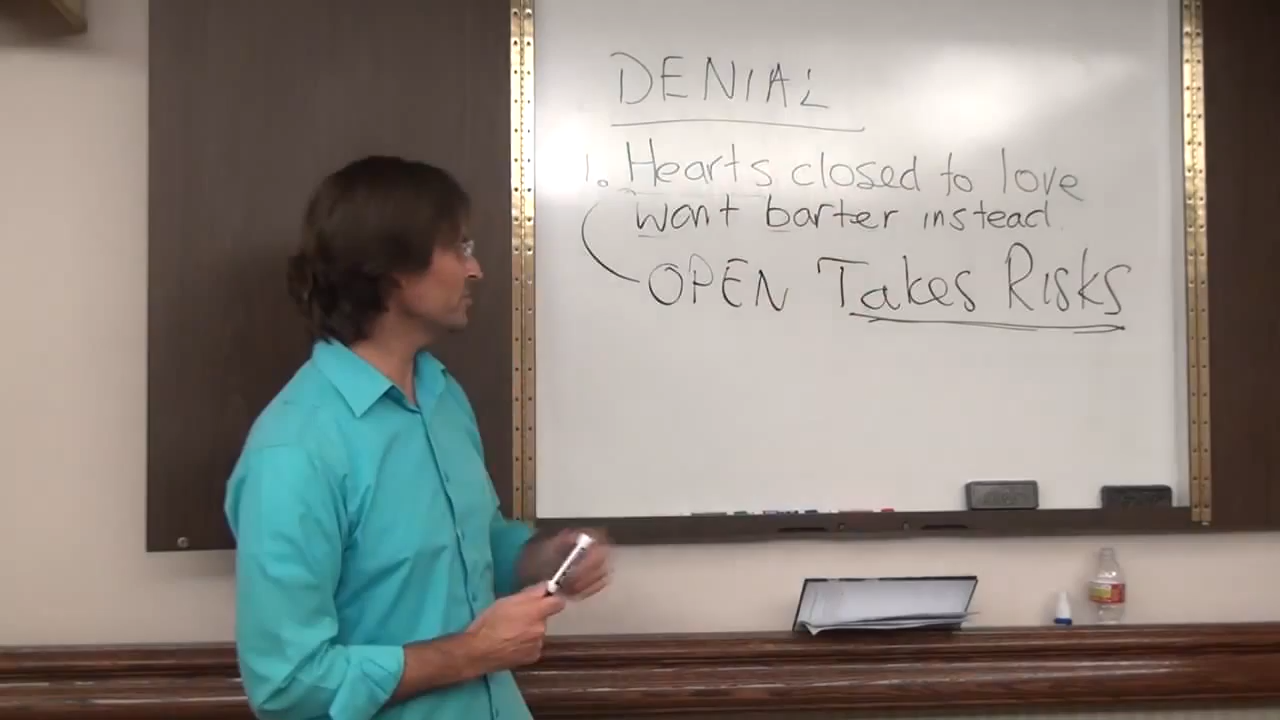 DENIAL
1. Hearts closed to love
want barter instead
OPEN Takes Risks